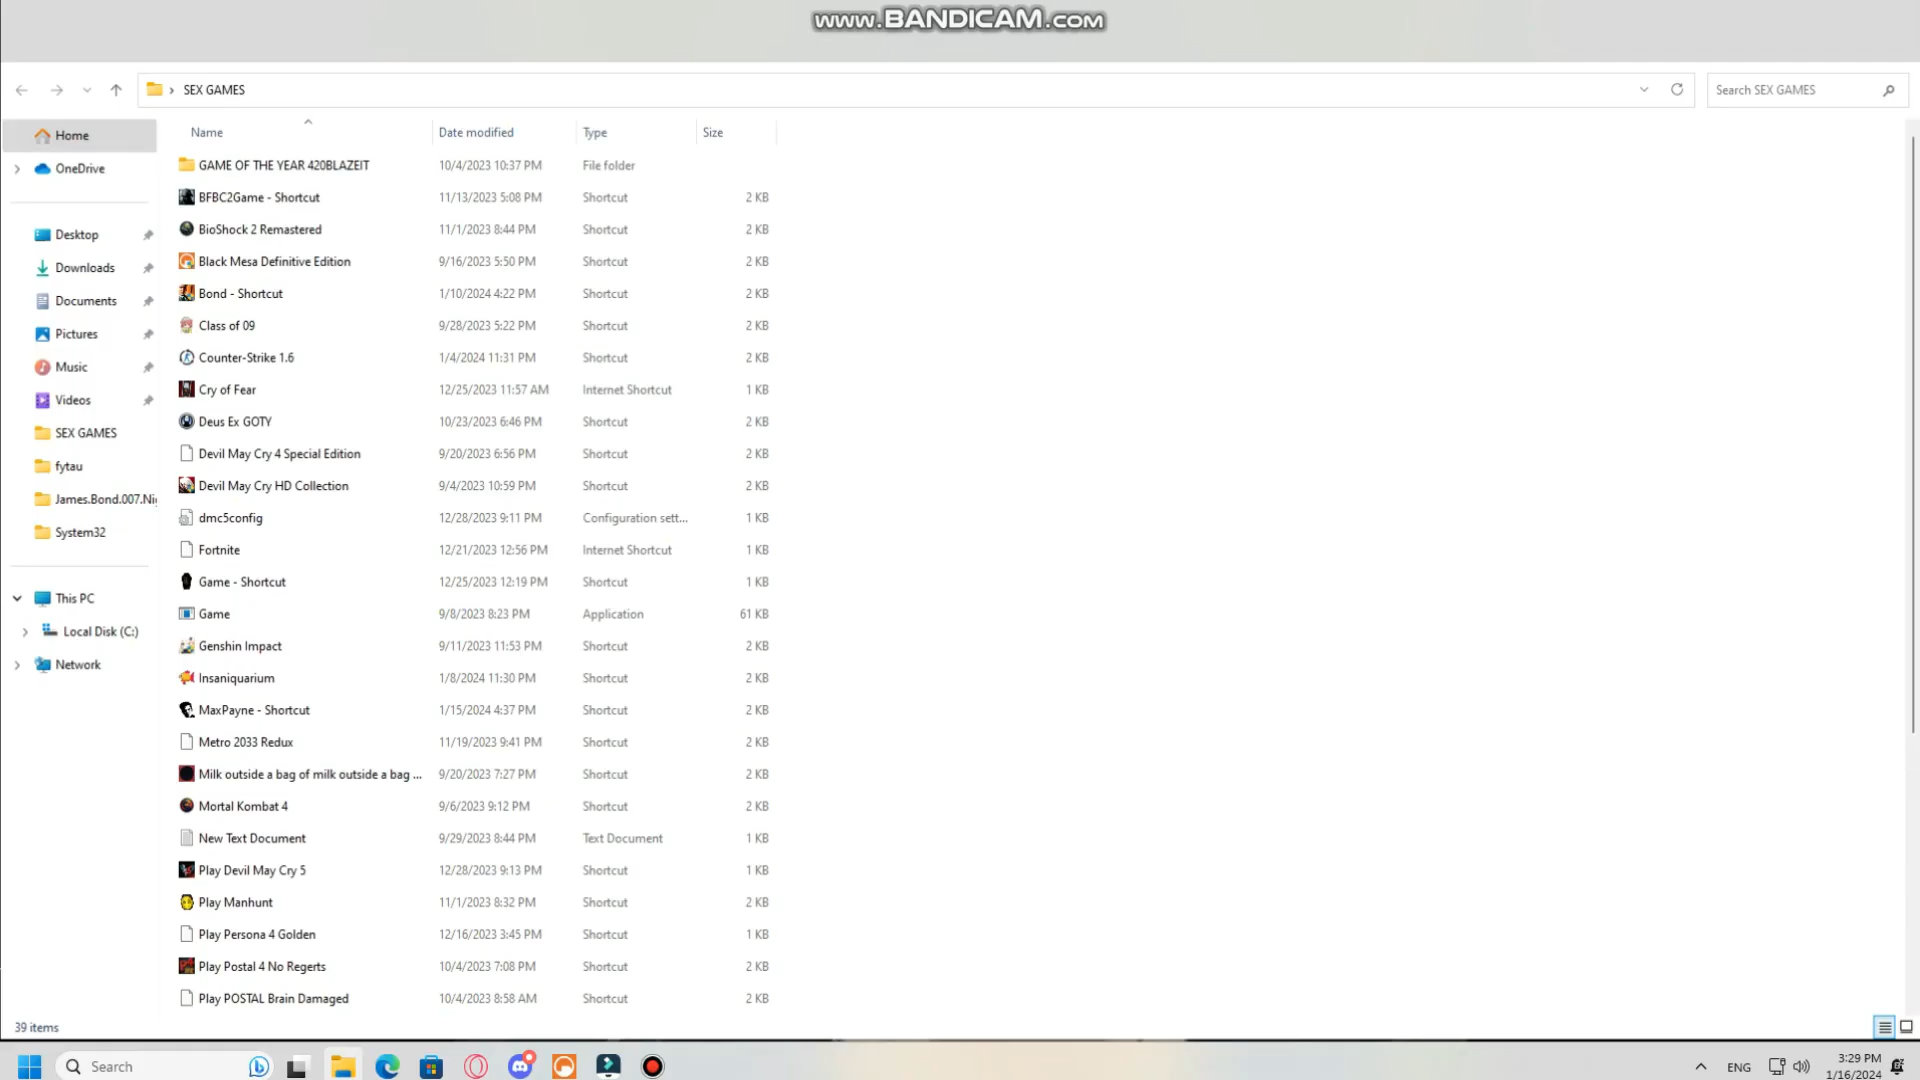 www.BANDICAM.com
SEX GAMES
Search SEX GAMES
Home
OneDrive
Desktop
Downloads
Documents
Pictures
Music
Videos
SEX GAMES
fytau
James.Bond.007.Ni
System32
This PC
Local Disk (C:)
Network
Name Date modified Type Size
GAME OF THE YEAR 420BLAZEIT 10/4/2023 10:37 PM File folder
BFBC2Game - Shortcut 11/13/2023 5:08 PM Shortcut 2 KB
BioShock 2 Remastered 11/1/2023 8:44 PM Shortcut 2 KB
Black Mesa Definitive Edition 9/16/2023 5:50 PM Shortcut 2 KB
Bond - Shortcut 1/10/2024 4:22 PM Shortcut 2 KB
Class of 09 9/28/2023 5:22 PM Shortcut 2 KB
Counter-Strike 1.6 1/4/2024 11:31 PM Shortcut 2 KB
Cry of Fear 12/25/2023 11:57 AM Internet Shortcut 1 KB
Deus Ex GOTY 10/23/2023 6:46 PM Shortcut 2 KB
Devil May Cry 4 Special Edition 9/20/2023 6:56 PM Shortcut 2 KB
Devil May Cry HD Collection 9/4/2023 10:59 PM Shortcut 2 KB
dmc5config 12/28/2023 9:11 PM Configuration sett... 1 KB
Fortnite 12/21/2023 12:56 PM Internet Shortcut 1 KB
Game - Shortcut 12/25/2023 12:19 PM Shortcut 1 KB
Game 9/8/2023 8:23 PM Application 61 KB
Genshin Impact 9/11/2023 11:53 PM Shortcut 2 KB
Insaniquarium 1/8/2024 11:30 PM Shortcut 2 KB
MaxPayne - Shortcut 1/15/2024 4:37 PM Shortcut 2 KB
Metro 2033 Redux 11/19/2023 9:41 PM Shortcut 2 KB
Milk outside a bag of milk outside a bag ... 9/20/2023 7:27 PM Shortcut 2 KB
Mortal Kombat 4 9/6/2023 9:12 PM Shortcut 2 KB
New Text Document 9/29/2023 8:44 PM Text Document 1 KB
Play Devil May Cry 5 12/28/2023 9:13 PM Shortcut 1 KB
Play Manhunt 11/1/2023 8:32 PM Shortcut 2 KB
Play Persona 4 Golden 12/16/2023 3:45 PM Shortcut 1 KB
Play Postal 4 No Regerts 10/4/2023 7:08 PM Shortcut 2 KB
Play POSTAL Brain Damaged 10/4/2023 8:58 AM Shortcut 2 KB
39 items
Search
ENG
3:29 PM
1/16/2024